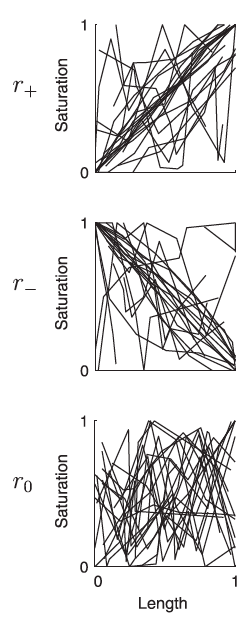 1
r+
Saturation
0
1
r−
Saturation
0
1
r0
Saturation
0
0 1
Length